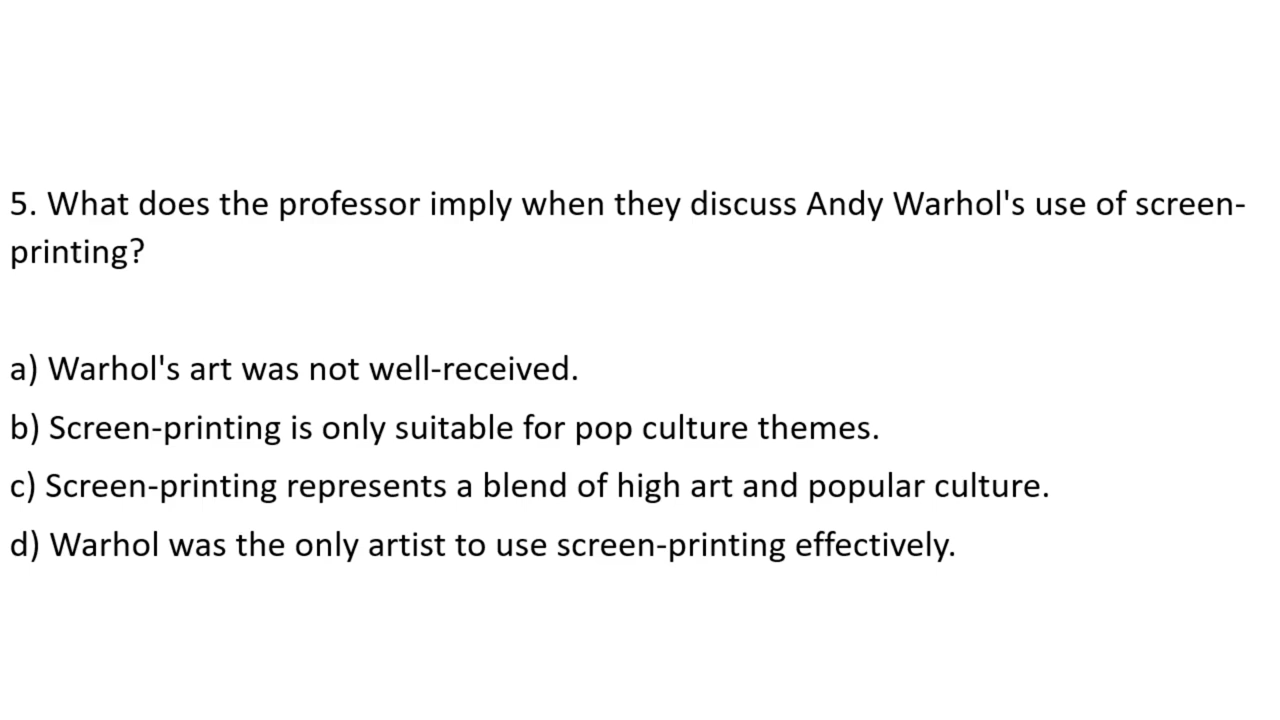 5. What does the professor imply when they discuss Andy Warhol's use of screen-
printing?
a) Warhol's art was not well-received.
b) Screen-printing is only suitable for pop culture themes.
c) Screen-printing represents a blend of high art and popular culture.
d) Warhol was the only artist to use screen-printing effectively.